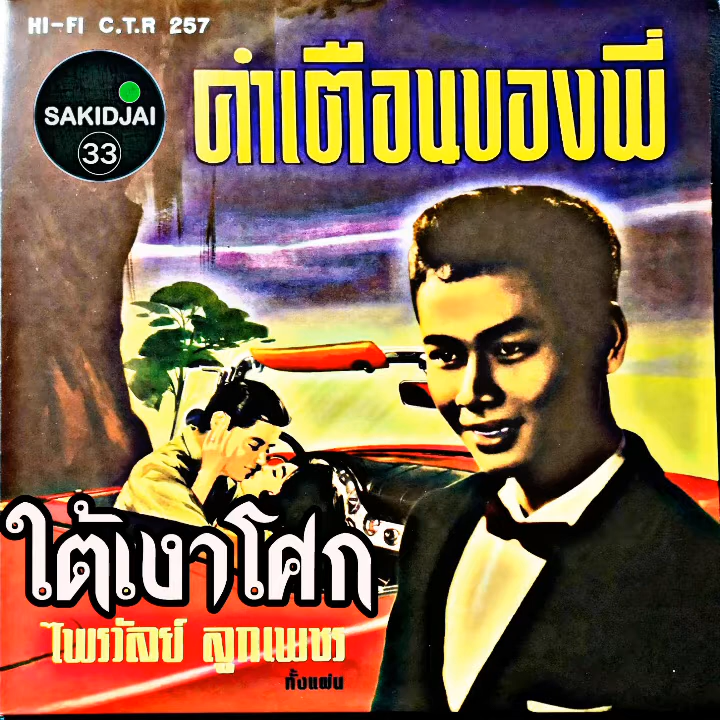 HI-FI C.T.R 257
SAKIDJAI
33
คำเตือนของพี่
ใต้เงาโศก
ไพรวัลย์ ลูกเพชร
ทั้งแผ่น